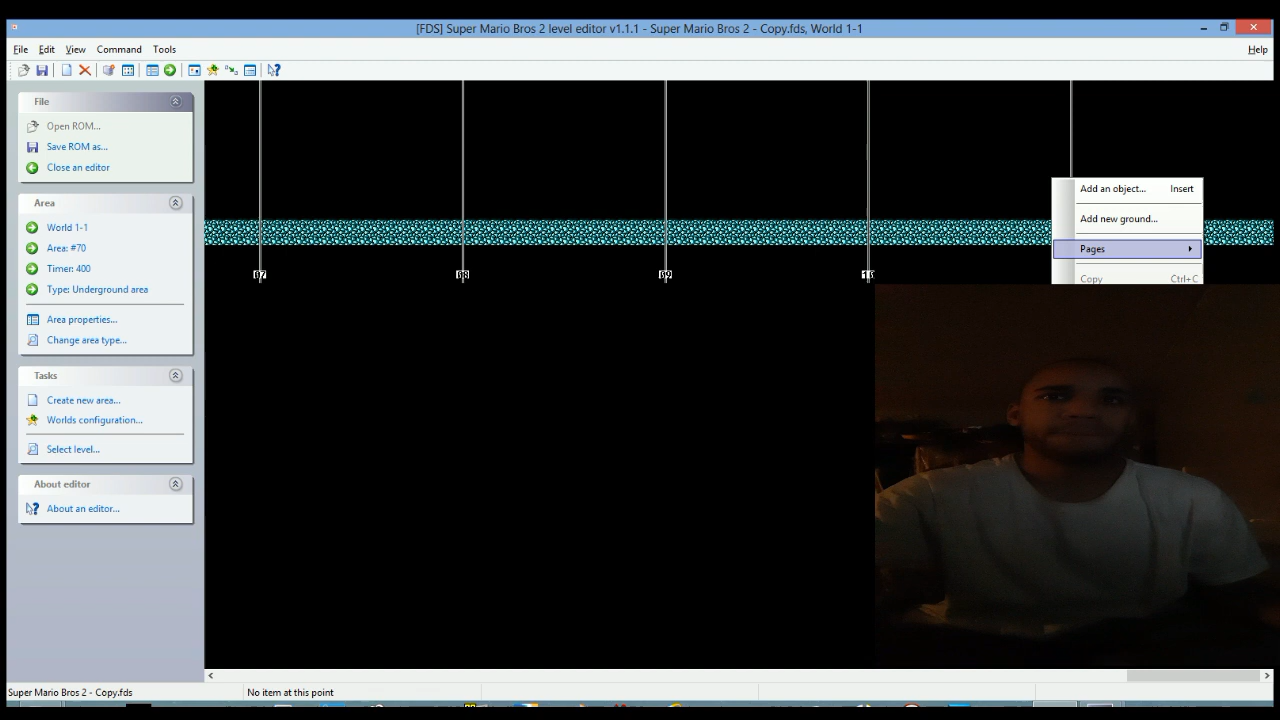 [FDS] Super Mario Bros 2 level editor v1.1.1 - Super Mario Bros 2 - Copy.fds, World 1-1
File Edit View Command Tools Help
File
Open ROM...
Save ROM as...
Close an editor
Area
World 1-1
Area: #70
Timer: 400
Type: Underground area
Area properties...
Change area type...
Tasks
Create new area...
Worlds configuration...
Select level...
About editor
About an editor...
07 08 09 10
Add an object... Insert
Add new ground...
Pages
Copy Ctrl+C
Super Mario Bros 2 - Copy.fds No item at this point